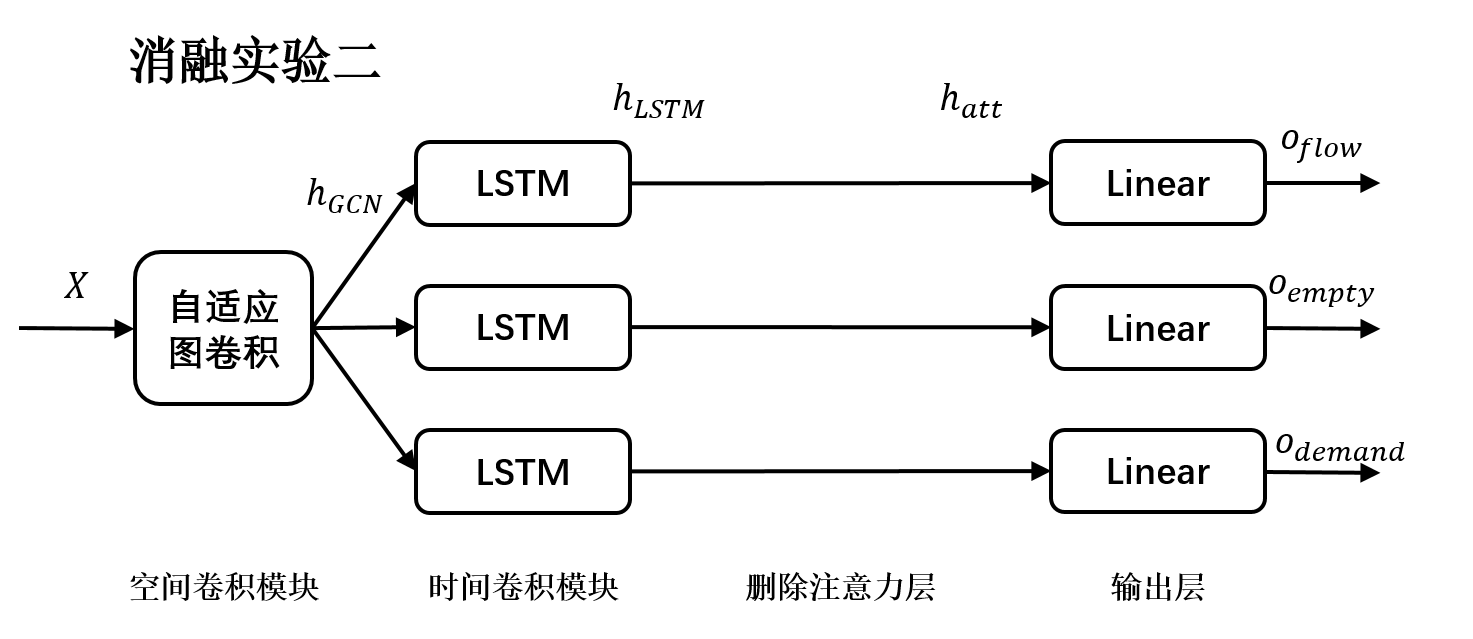 消融实验二
h_{LSTM}
h_{att}
o_{flow}
LSTM
Linear
h_{GCN}
X
自适应
图卷积
LSTM
Linear
o_{empty}
LSTM
Linear
o_{demand}
空间卷积模块
时间卷积模块
删除注意力层
输出层